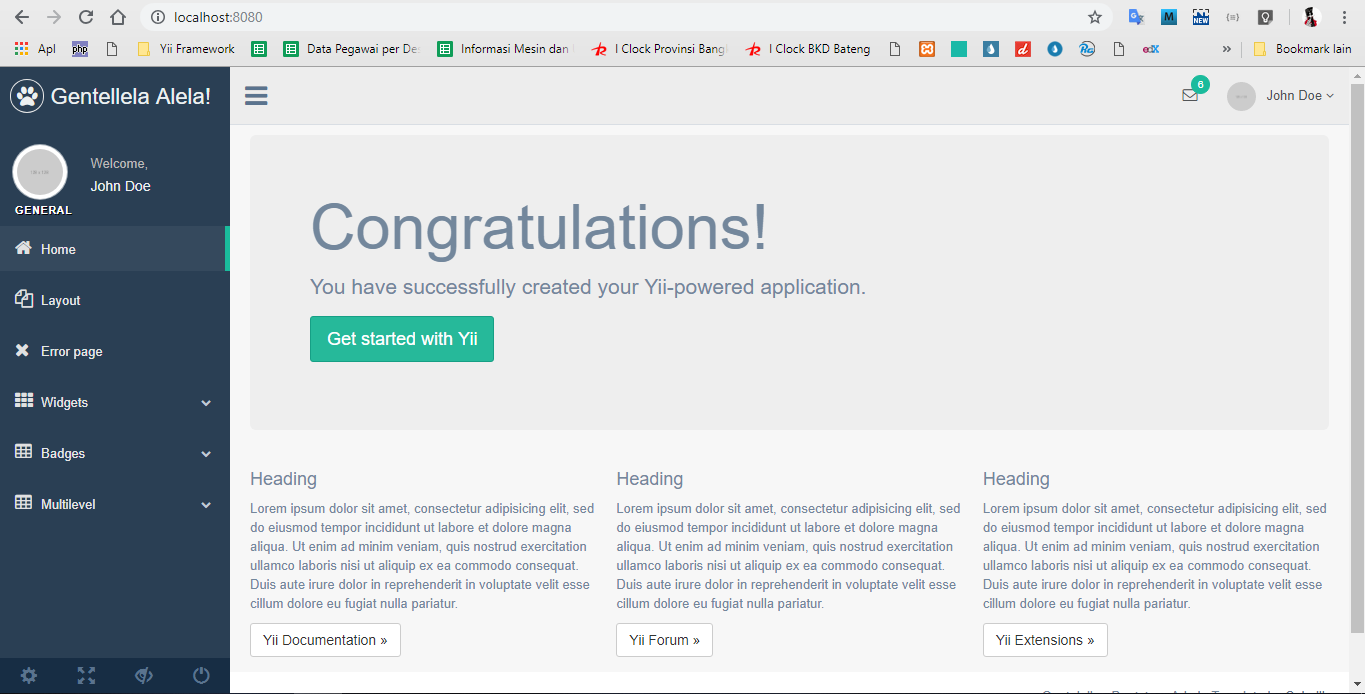 localhost:8080
Apl
php
Yii Framework
Data Pegawai per De
Informasi Mesin dan
I Clock Provinsi Bang
I Clock BKD Bateng
edX
»
Bookmark lain
Gentellela Alela!
6
John Doe
Welcome,
John Doe
GENERAL
Home
Layout
Error page
Widgets
Badges
Multilevel
Congratulations!
You have successfully created your Yii-powered application.
Get started with Yii
Heading
Lorem ipsum dolor sit amet, consectetur adipisicing elit, sed
do eiusmod tempor incididunt ut labore et dolore magna
aliqua. Ut enim ad minim veniam, quis nostrud exercitation
ullamco laboris nisi ut aliquip ex ea commodo consequat.
Duis aute irure dolor in reprehenderit in voluptate velit esse
cillum dolore eu fugiat nulla pariatur.
Yii Documentation »
Heading
Lorem ipsum dolor sit amet, consectetur adipisicing elit, sed
do eiusmod tempor incididunt ut labore et dolore magna
aliqua. Ut enim ad minim veniam, quis nostrud exercitation
ullamco laboris nisi ut aliquip ex ea commodo consequat.
Duis aute irure dolor in reprehenderit in voluptate velit esse
cillum dolore eu fugiat nulla pariatur.
Yii Forum »
Heading
Lorem ipsum dolor sit amet, consectetur adipisicing elit, sed
do eiusmod tempor incididunt ut labore et dolore magna
aliqua. Ut enim ad minim veniam, quis nostrud exercitation
ullamco laboris nisi ut aliquip ex ea commodo consequat.
Duis aute irure dolor in reprehenderit in voluptate velit esse
cillum dolore eu fugiat nulla pariatur.
Yii Extensions »